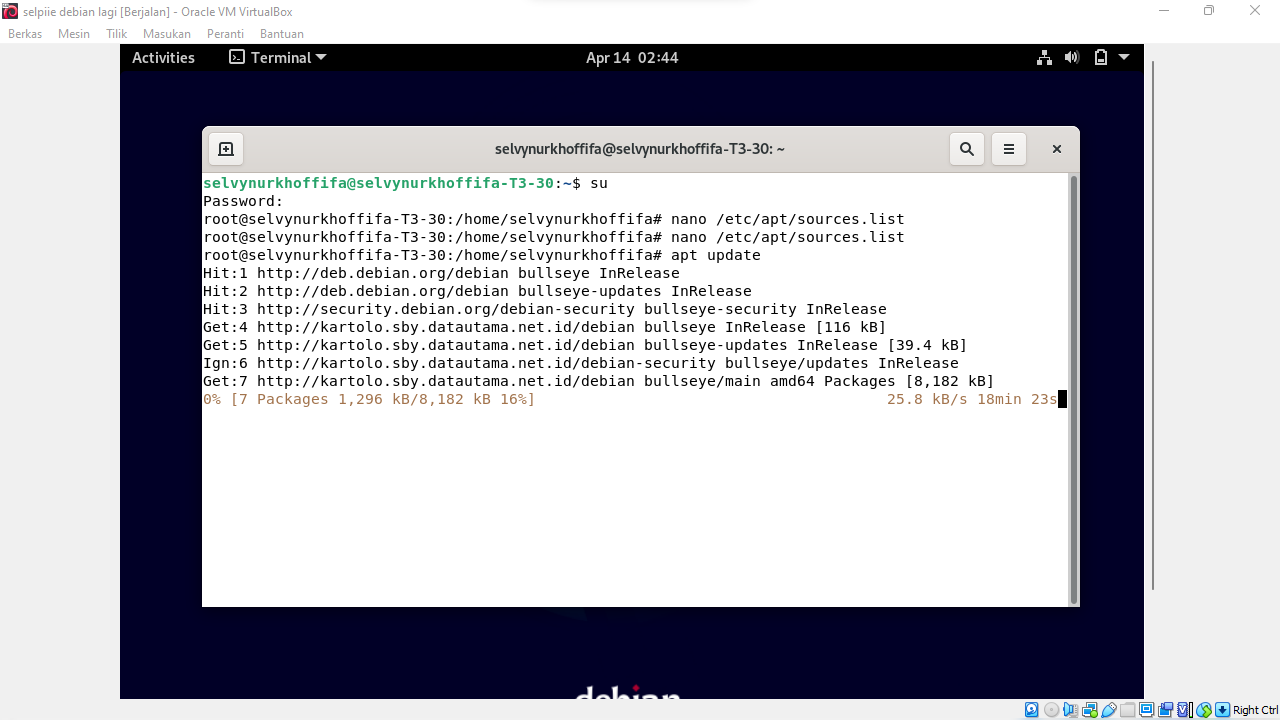 selpiie debian lagi [Berjalan] - Oracle VM VirtualBox
Berkas Mesin Tilik Masukan Peranti Bantuan
Activities Terminal Apr 14 02:44
selvynurkhoffifa@selvynurkhoffifa-T3-30: ~
selvynurkhoffifa@selvynurkhoffifa-T3-30:~$ su
Password:
root@selvynurkhoffifa-T3-30:/home/selvynurkhoffifa# nano /etc/apt/sources.list
root@selvynurkhoffifa-T3-30:/home/selvynurkhoffifa# nano /etc/apt/sources.list
root@selvynurkhoffifa-T3-30:/home/selvynurkhoffifa# apt update
Hit:1 http://deb.debian.org/debian bullseye InRelease
Hit:2 http://deb.debian.org/debian bullseye-updates InRelease
Hit:3 http://security.debian.org/debian-security bullseye-security InRelease
Get:4 http://kartolo.sby.datautama.net.id/debian bullseye InRelease [116 kB]
Get:5 http://kartolo.sby.datautama.net.id/debian bullseye-updates InRelease [39.4 kB]
Ign:6 http://kartolo.sby.datautama.net.id/debian-security bullseye/updates InRelease
Get:7 http://kartolo.sby.datautama.net.id/debian bullseye/main amd64 Packages [8,182 kB]
0% [7 Packages 1,296 kB/8,182 kB 16%] 25.8 kB/s 18min 23s
debian
Right Ctrl